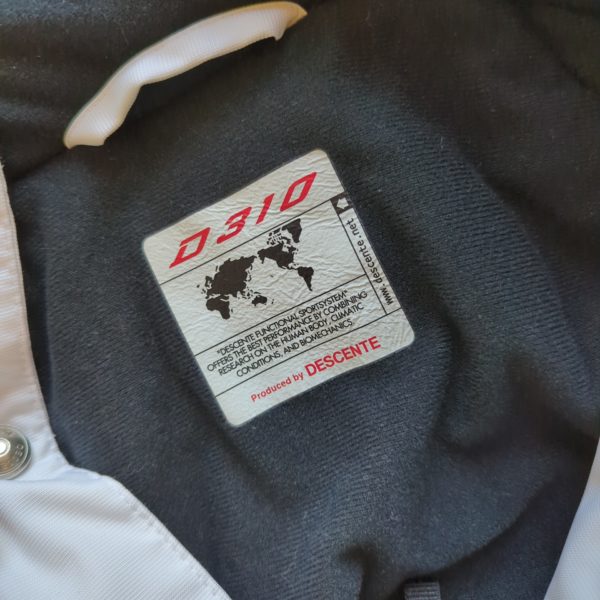 D310
www.descente.net
"DESCENTE FUNCTIONAL SPORTSYSTEM"
OFFERS THE BEST PERFORMANCE BY COMBINING
RESEARCH ON THE HUMAN BODY, CLIMATIC
CONDITIONS, AND BIOMECHANICS.
Produced by DESCENTE